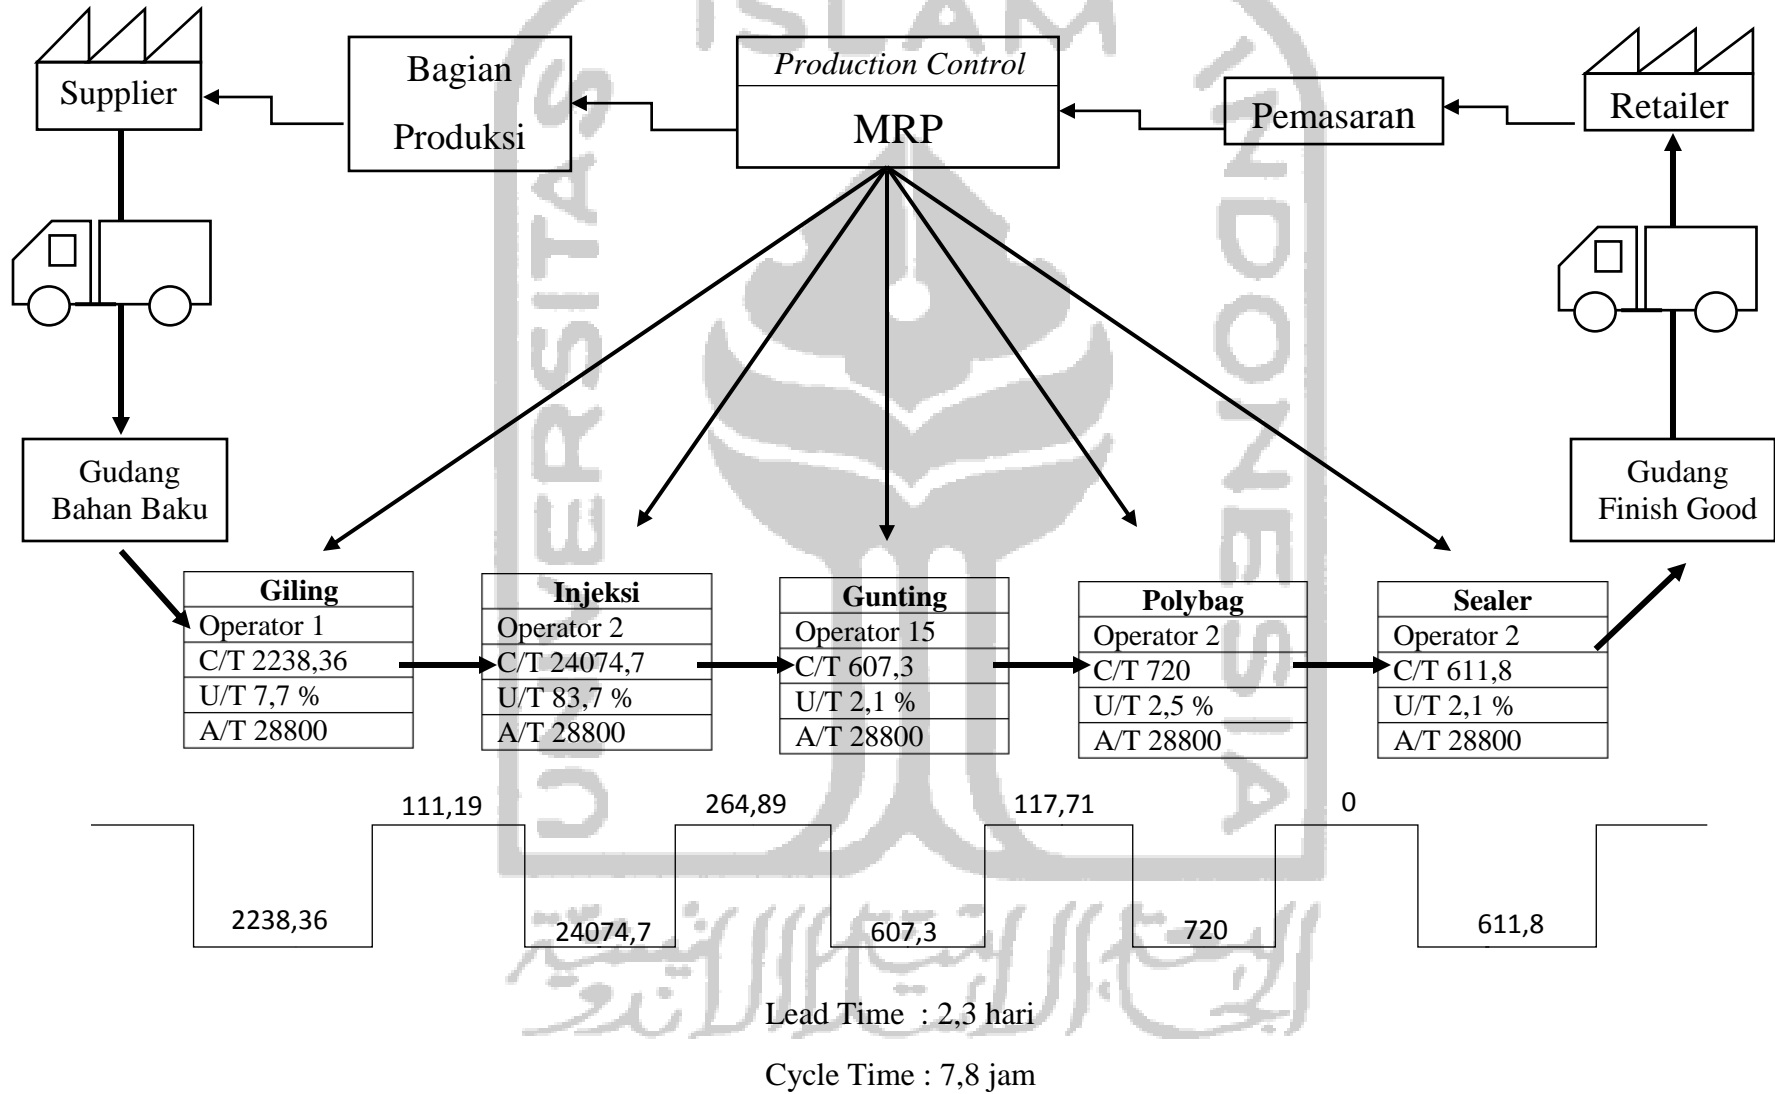 ISLAM
UNIVERSITAS
INDONESIA
Supplier
Bagian
Produksi
Production Control
MRP
Pemasaran
Retailer
Gudang
Bahan Baku
Gudang
Finish Good
Giling
Operator 1
C/T 2238,36
U/T 7,7 %
A/T 28800
Injeksi
Operator 2
C/T 24074,7
U/T 83,7 %
A/T 28800
Gunting
Operator 15
C/T 607,3
U/T 2,1 %
A/T 28800
Polybag
Operator 2
C/T 720
U/T 2,5 %
A/T 28800
Sealer
Operator 2
C/T 611,8
U/T 2,1 %
A/T 28800
111,19
264,89
117,71
0
2238,36
24074,7
607,3
720
611,8
Lead Time : 2,3 hari
Cycle Time : 7,8 jam